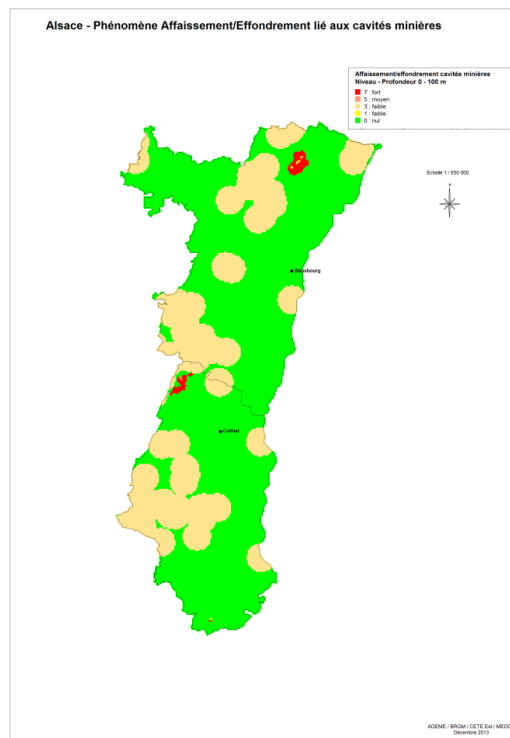 Alsace - Phénomène Affaissement/Effondrement lié aux cavités minières
Affaissement/effondrement cavités minières
Niveau - Profondeur 0 - 100 m
7 : fort
5 : moyen
3 : faible
1 : faible
0 : nul
Echelle 1 / 650 000
Strasbourg
Colmar
ADEME / BRGM / CETE Est / MEDD
Décembre 2013